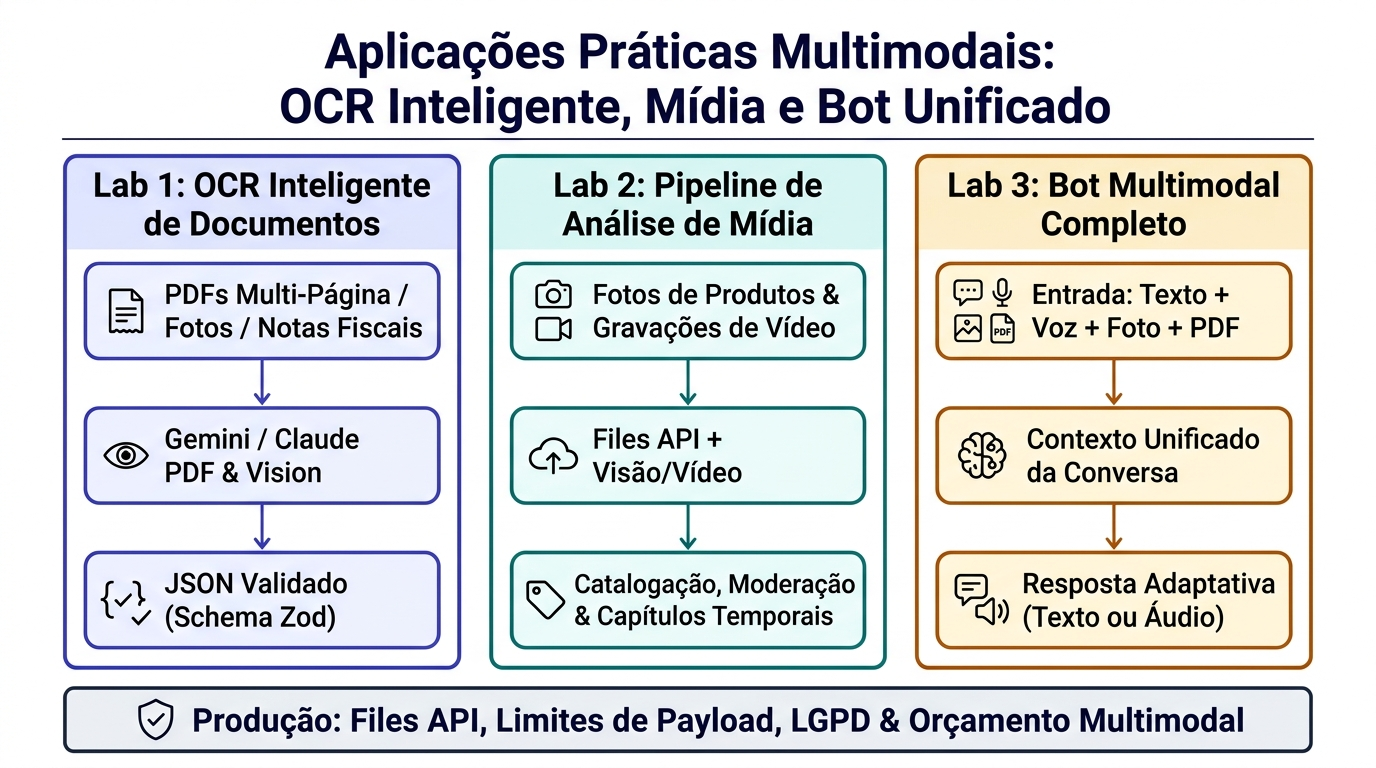 Aplicações Práticas Multimodais:
OCR Inteligente, Mídia e Bot Unificado
Lab 1: OCR Inteligente
de Documentos
PDFs Multi-Página /
Fotos / Notas Fiscais
Gemini / Claude
PDF & Vision
JSON Validado
(Schema Zod)
Lab 2: Pipeline de
Análise de Mídia
Fotos de Produtos &
Gravações de Vídeo
Files API +
Visão/Vídeo
Catalogação, Moderação
& Capítulos Temporais
Lab 3: Bot Multimodal
Completo
PDF
Entrada: Texto +
Voz + Foto + PDF
Contexto Unificado
da Conversa
Resposta Adaptativa
(Texto ou Áudio)
Produção: Files API, Limites de Payload, LGPD & Orçamento Multimodal